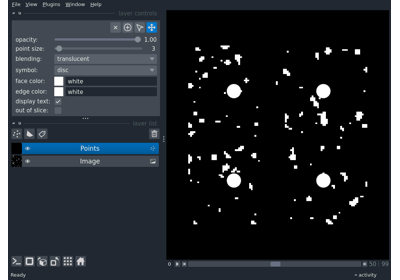 File View Plugins Window Help
layer controls
opacity: 1.00
point size: 3
blending: translucent
symbol: disc
face color: white
edge color: white
display text: ✓
out of slice:
layer list
Points
Image
50 99
Ready
activity